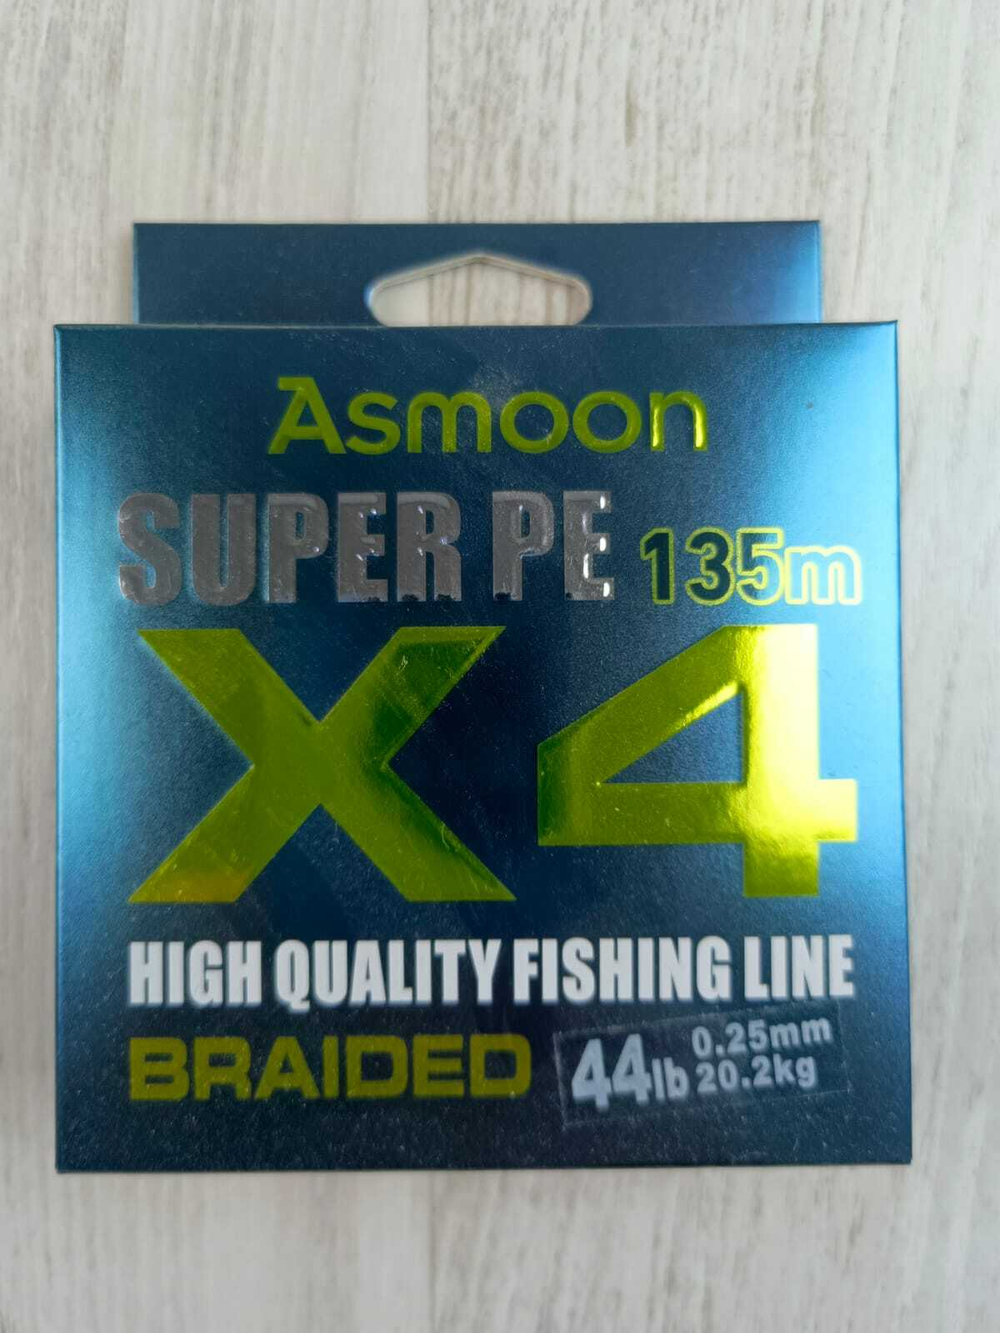 Asmoon
SUPER PE 135m
X4
HIGH QUALITY FISHING LINE
BRAIDED
44lb
0.25mm
20.2kg